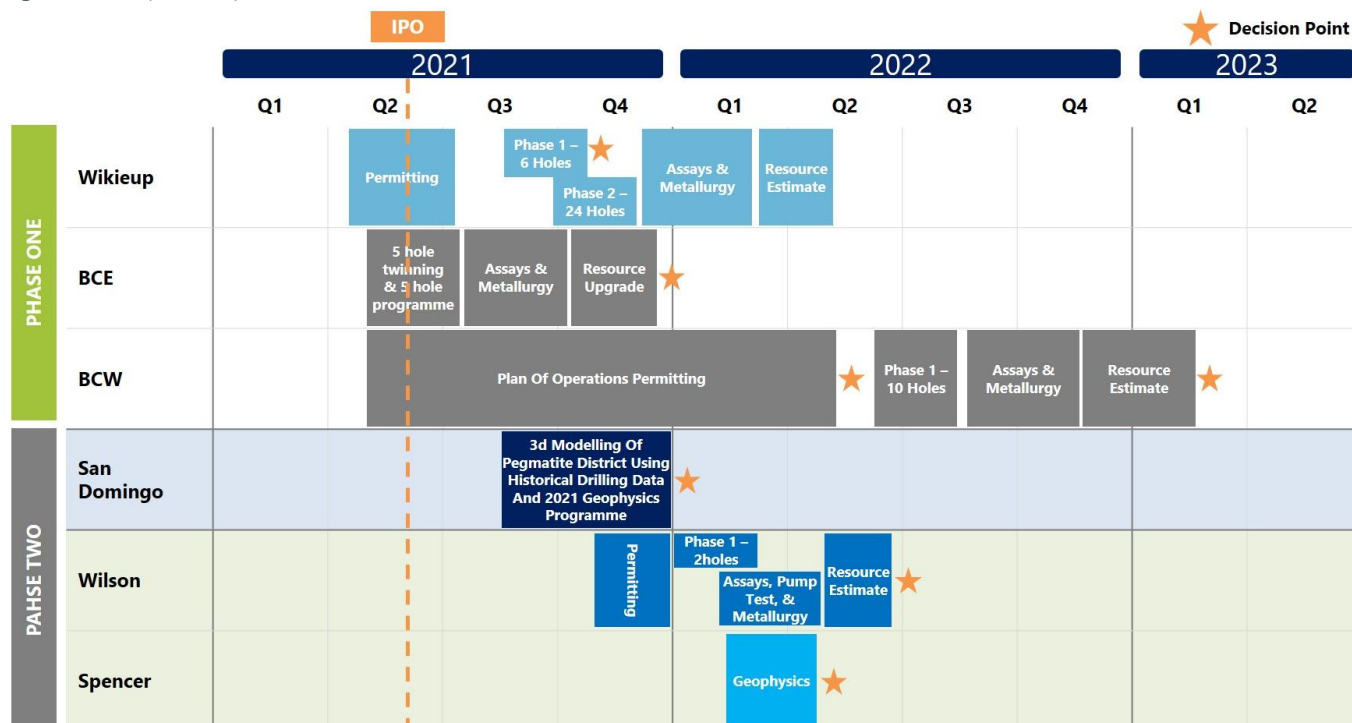 IPO
Decision Point
2021
2022
2023
Q1
Q2
Q3
Q4
Q1
Q2
Q3
Q4
Q1
Q2
PHASE ONE
Wikieup
Permitting
Phase 1 –
6 Holes
Phase 2 –
24 Holes
Assays &
Metallurgy
Resource
Estimate
BCE
5 hole
twinning
& 5 hole
programme
Assays &
Metallurgy
Resource
Upgrade
BCW
Plan Of Operations Permitting
Phase 1 –
10 Holes
Assays &
Metallurgy
Resource
Estimate
PAHSE TWO
San
Domingo
3d Modelling Of
Pegmatite District Using
Historical Drilling Data
And 2021 Geophysics
Programme
Wilson
Permitting
Phase 1 –
2holes
Assays, Pump
Test, &
Metallurgy
Resource
Estimate
Spencer
Geophysics